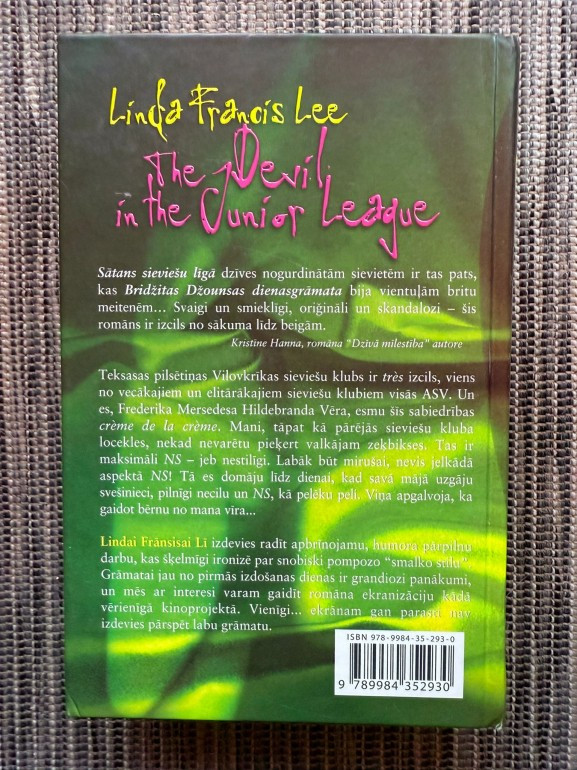 Linda Francis Lee
The Devil
in the Junior League
Sātans sieviešu līgā dzīves nogurdinātām sievietēm ir tas pats,
kas Bridžitas Džounsas dienasgrāmata bija vientuļām britu
meitenēm... Svaigi un smieklīgi, oriģināli un skandalozi – šis
romāns ir izcils no sākuma līdz beigām.
Kristīne Hanna, romāna "Dzīvā mīlestība" autore
Teksasas pilsētiņas Vilovkrīkas sieviešu klubs ir très izcils, viens
no vecākajiem un elitārākajiem sieviešu klubiem visās ASV. Un
es, Frederika Mersedesa Hildebranda Vēra, esmu šīs sabiedrības
crème de la crème. Mani, tāpat kā pārējās sieviešu kluba
locekles, nekad nevarētu pieķert valkājam zeķbikses. Tas ir
maksimāli NS – jeb nestilīgi. Labāk būt mirušai, nevis jelkādā
aspektā NS! Tā es domāju līdz dienai, kad savā mājā uzgāju
svešinieci, pilnīgi necilu un NS, kā pelēku peli. Viņa apgalvoja, ka
gaidot bērnu no mana vīra...
Lindai Frānsisai Lī izdevies radīt apbrīnojamu, humora pārpilnu
darbu, kas šķelmīgi ironizē par snobiski pompozo "smalko stilu".
Grāmatai jau no pirmās izdošanas dienas ir grandiozi panākumi,
un mēs ar interesi varam gaidīt romāna ekranizāciju kādā
vērienīgā kinoprojektā. Vienīgi... ekrānam gan parasti nav
izdevies pārspēt labu grāmatu.
ISBN 978-9984-35-293-0
9 789984 352930